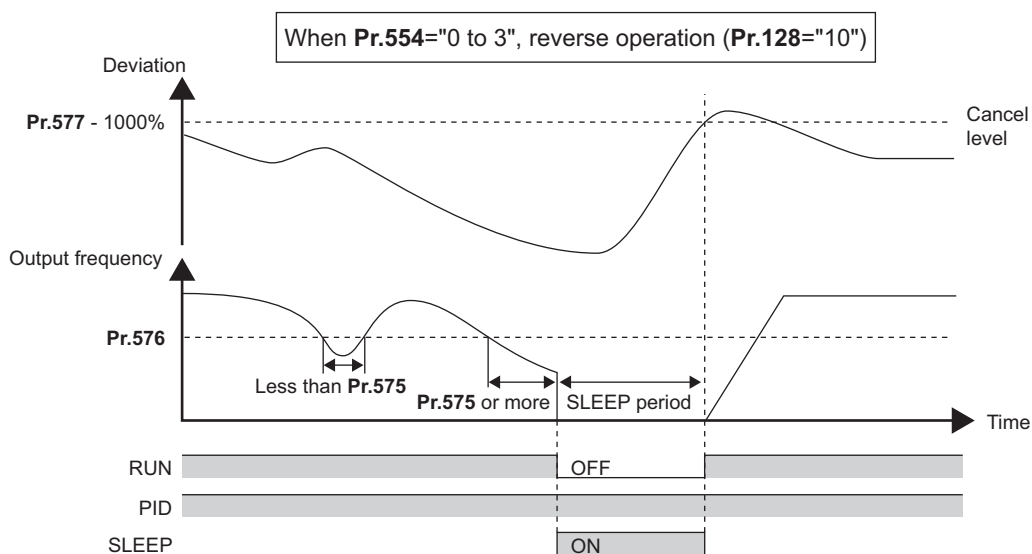 When Pr.554="0 to 3", reverse operation (Pr.128="10")
Deviation
Pr.577 - 1000%
Cancel
level
Output frequency
Pr.576
Less than Pr.575
Pr.575 or more
SLEEP period
Time
RUN
OFF
PID
SLEEP
ON